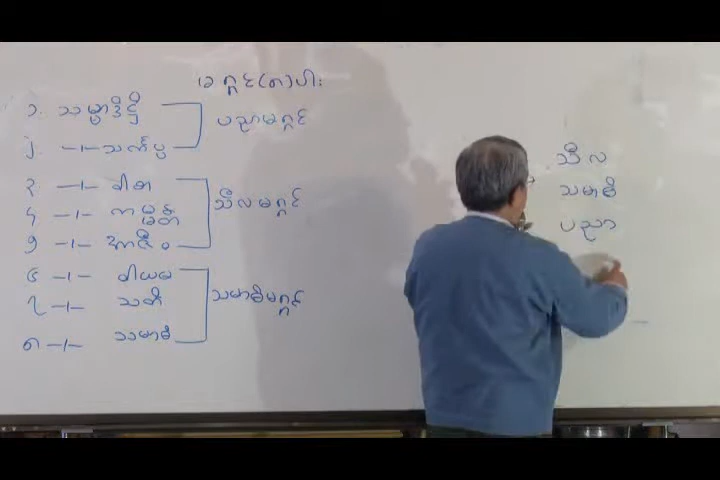 မဂ္ဂင်(၈)ပါး
၁. သမ္မာဒိဋ္ဌိ
၂. -|- သင်္ကပ္ပ
ပညာမဂ္ဂင်
၃. -|- ဝါစာ
၄ -|- ကမ္မန္တ
၅ -|- အာဇီဝ
သီလမဂ္ဂင်
၆ -|- ဝါယမ
၇ -|- သတိ
၈ -|- သမာဓိ
သမာဓိမဂ္ဂင်
သီလ
သမာဓိ
ပညာ